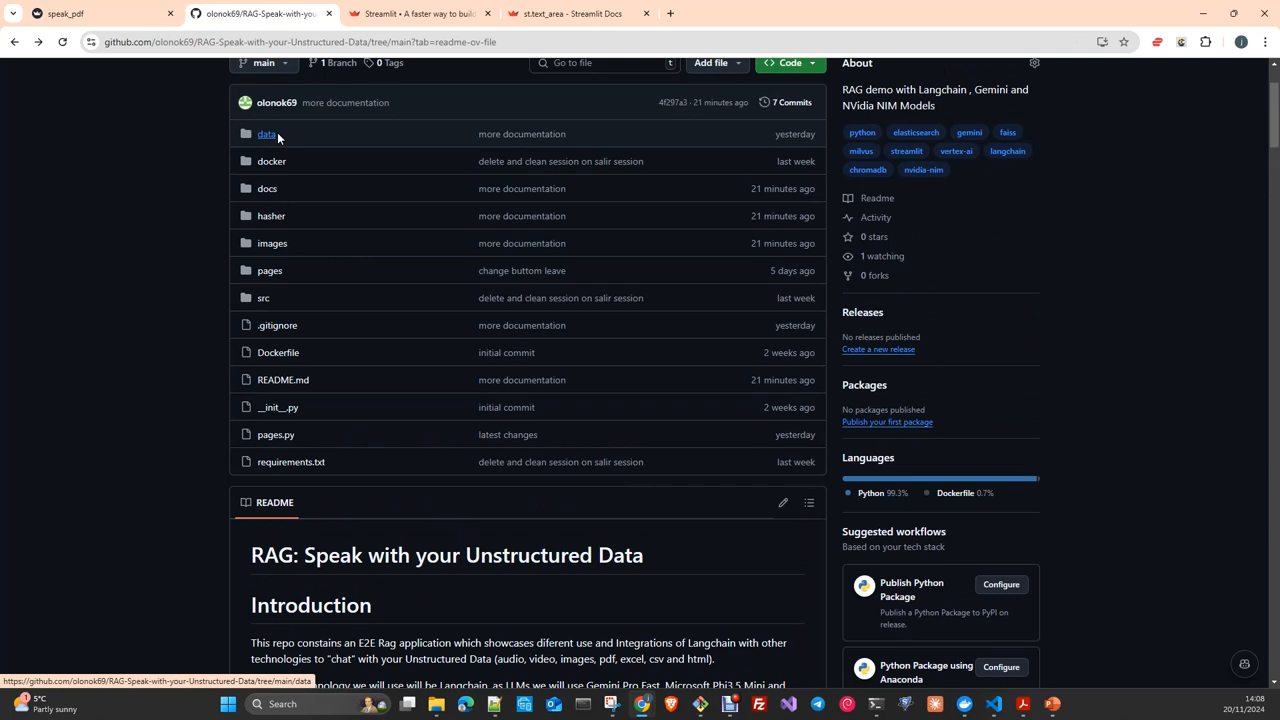 speak_pdf
olonok69/RAG-Speak-with-you
Streamlit • A faster way to build
st.text_area - Streamlit Docs
github.com/olonok69/RAG-Speak-with-your-Unstructured-Data/tree/main?tab=readme-ov-file
main
1 Branch
0 Tags
Go to file
t
Add file
<> Code
olonok69 more documentation
4f297a3 · 21 minutes ago
7 Commits
data more documentation yesterday
docker delete and clean session on salir session last week
docs more documentation 21 minutes ago
hasher more documentation 21 minutes ago
images more documentation 21 minutes ago
pages change buttom leave 5 days ago
src delete and clean session on salir session last week
.gitignore more documentation yesterday
Dockerfile initial commit 2 weeks ago
README.md more documentation 21 minutes ago
__init__.py initial commit 2 weeks ago
pages.py latest changes yesterday
requirements.txt delete and clean session on salir session last week
README
RAG: Speak with your Unstructured Data
Introduction
This repo constains an E2E Rag application which showcases diferent use and Integrations of Langchain with other
technologies to "chat" with your Unstructured Data (audio, video, images, pdf, excel, csv and html).
About
RAG demo with Langchain , Gemini and
NVidia NIM Models
python elasticsearch gemini faiss
milvus streamlit vertex-ai langchain
chromadb nvidia-nim
Readme
Activity
0 stars
1 watching
0 forks
Releases
No releases published
Create a new release
Packages
No packages published
Publish your first package
Languages
Python 99.3%
Dockerfile 0.7%
Suggested workflows
Based on your tech stack
Publish Python
Package
Configure
Publish a Python Package to PyPI on
release.
Python Package using
Anaconda
Configure
https://github.com/olonok69/RAG-Speak-with-your-Unstructured-Data/tree/main/data
5°C
Partly sunny
Search
14:08
20/11/2024